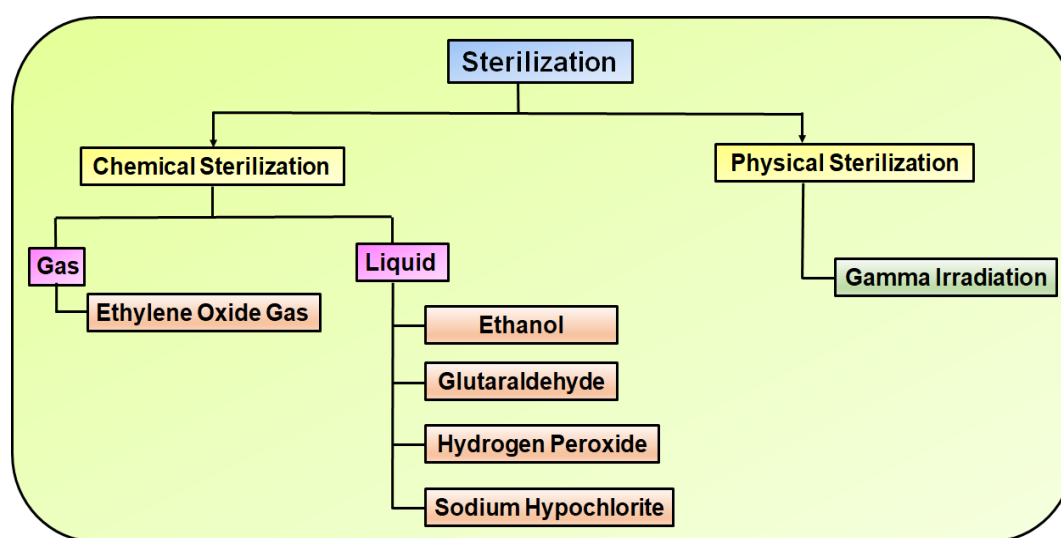 Sterilization
Chemical Sterilization
Physical Sterilization
Gas
Liquid
Gamma Irradiation
Ethylene Oxide Gas
Ethanol
Glutaraldehyde
Hydrogen Peroxide
Sodium Hypochlorite